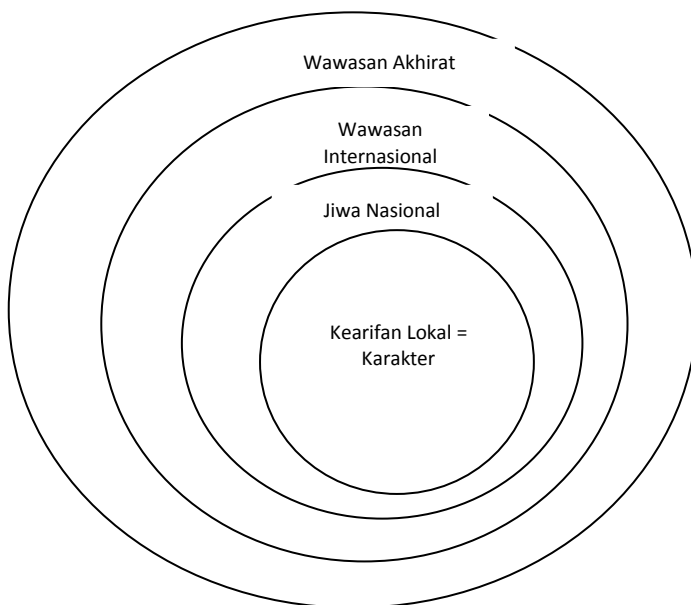 Wawasan Akhirat
Wawasan
Internasional
Jiwa Nasional
Kearifan Lokal =
Karakter